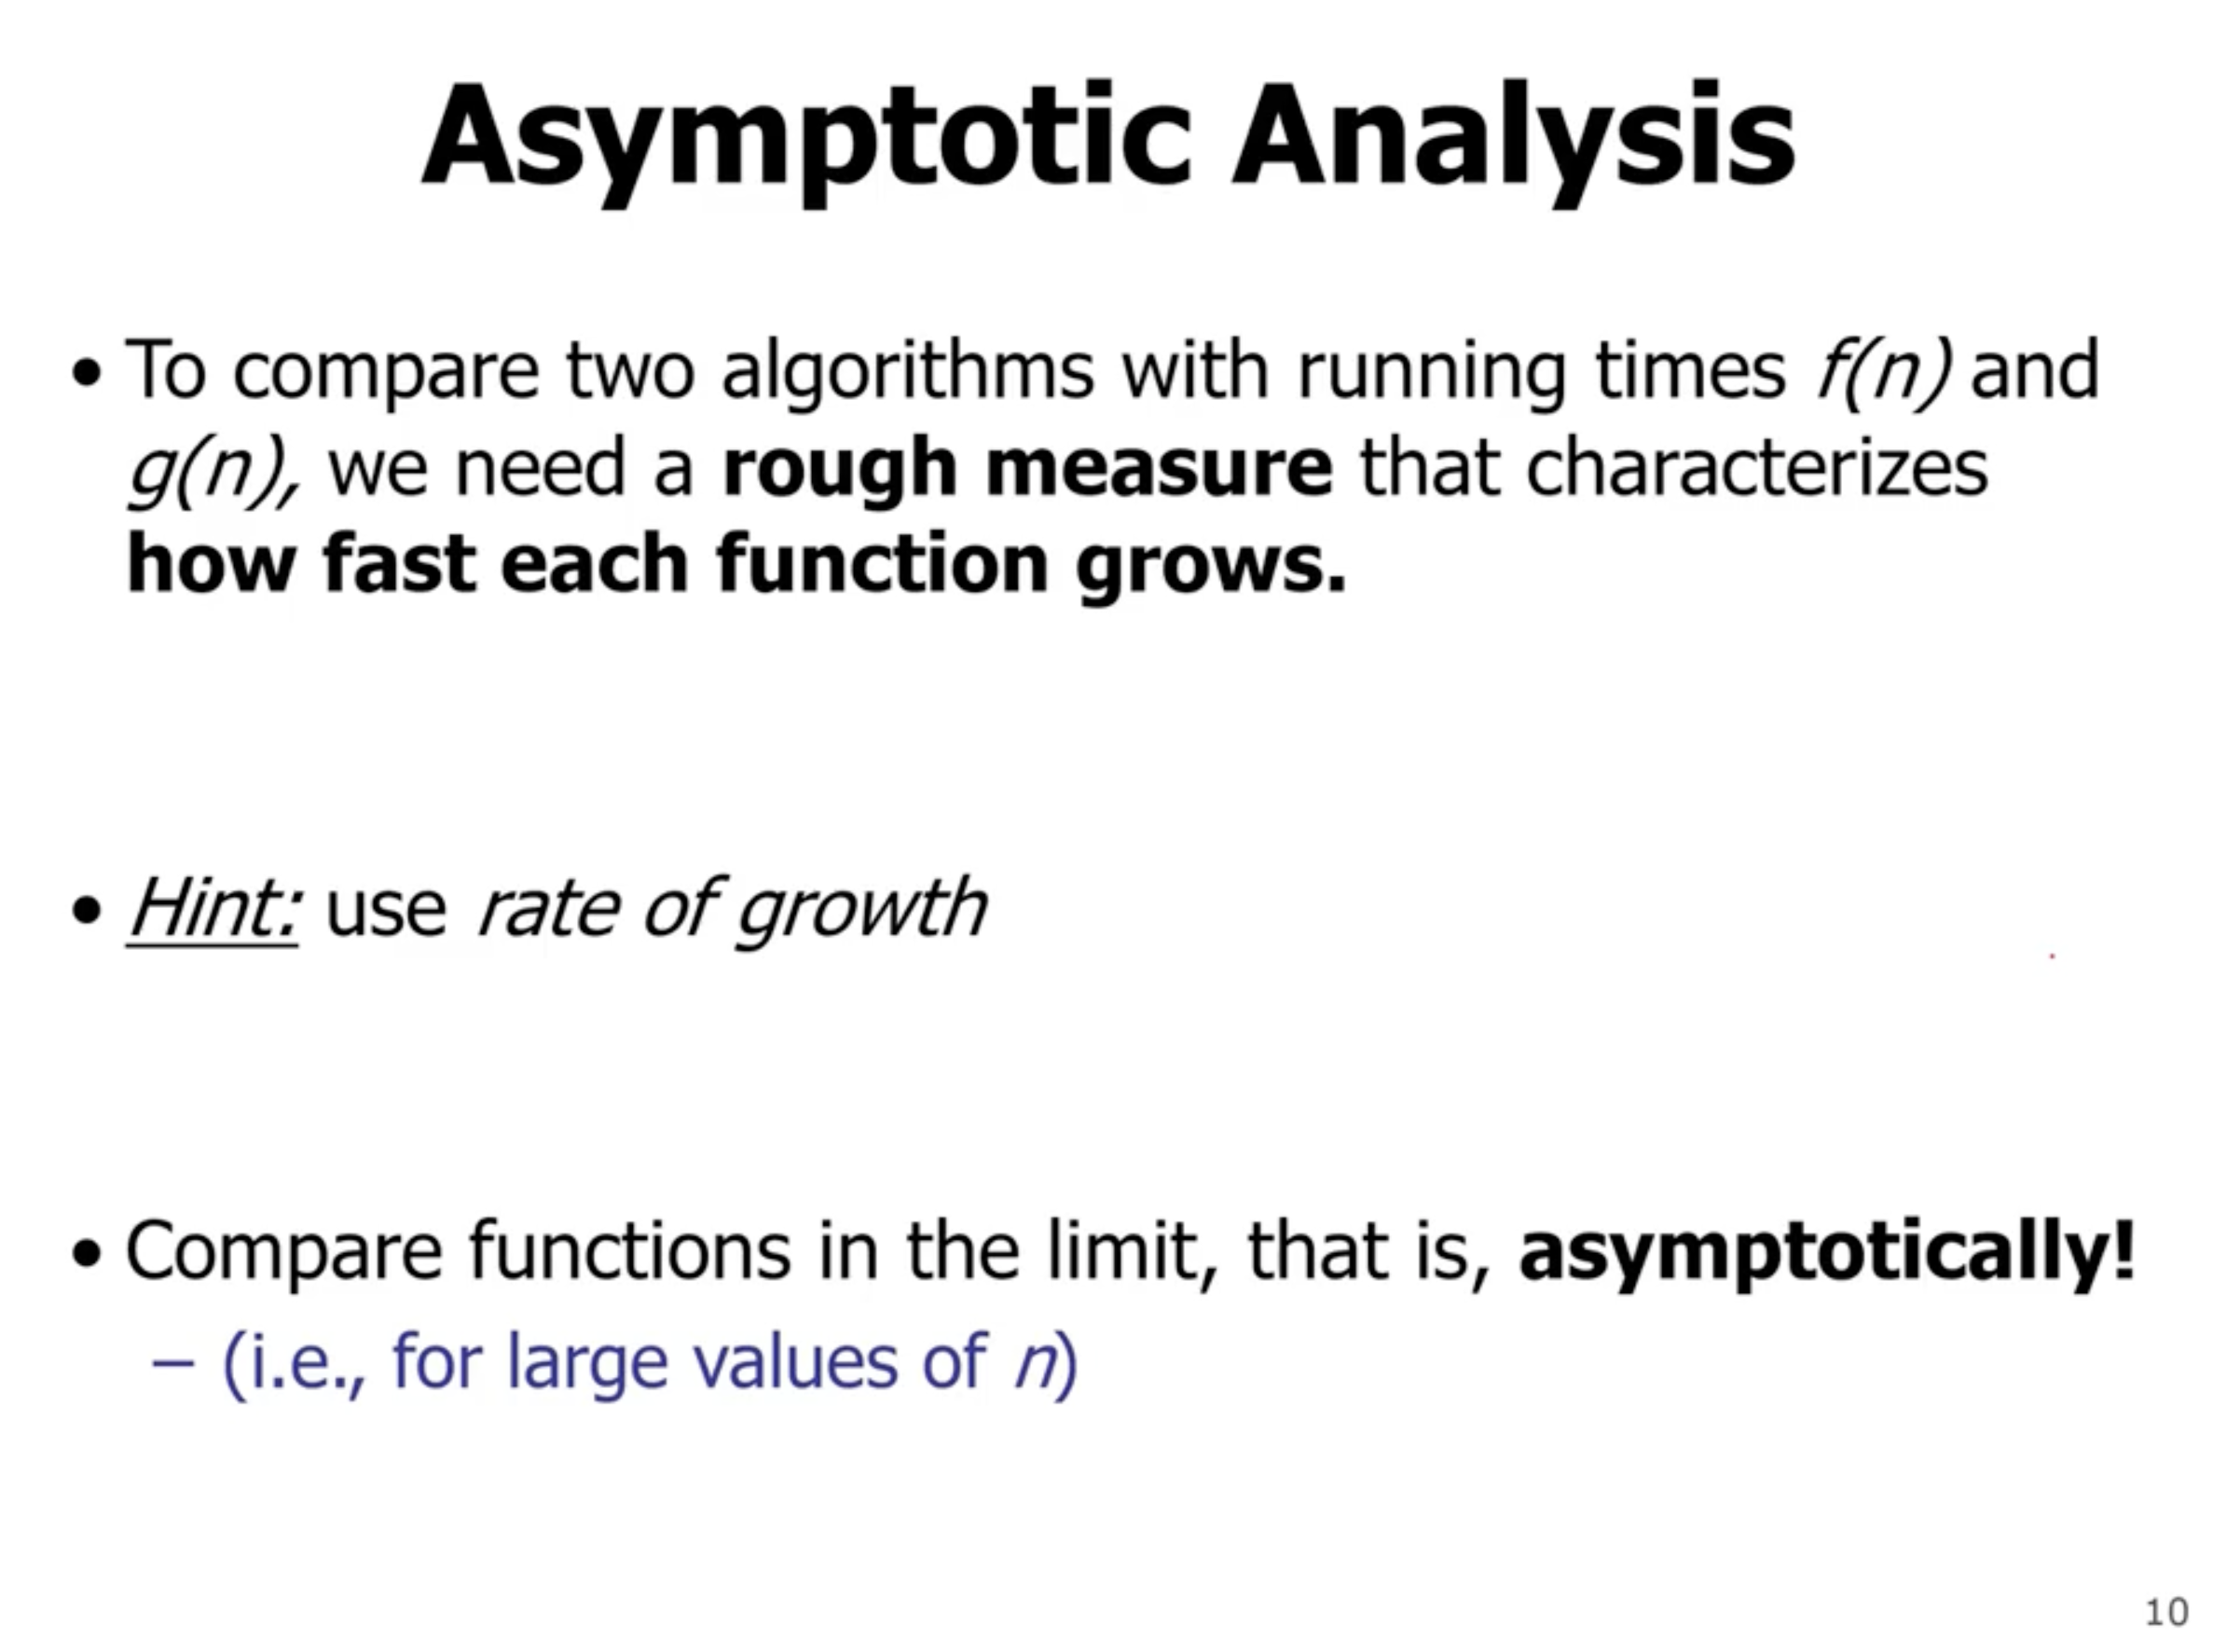 Asymptotic Analysis
• To compare two algorithms with running times f(n) and
g(n), we need a rough measure that characterizes
how fast each function grows.
• Hint: use rate of growth
• Compare functions in the limit, that is, asymptotically!
– (i.e., for large values of n)
10